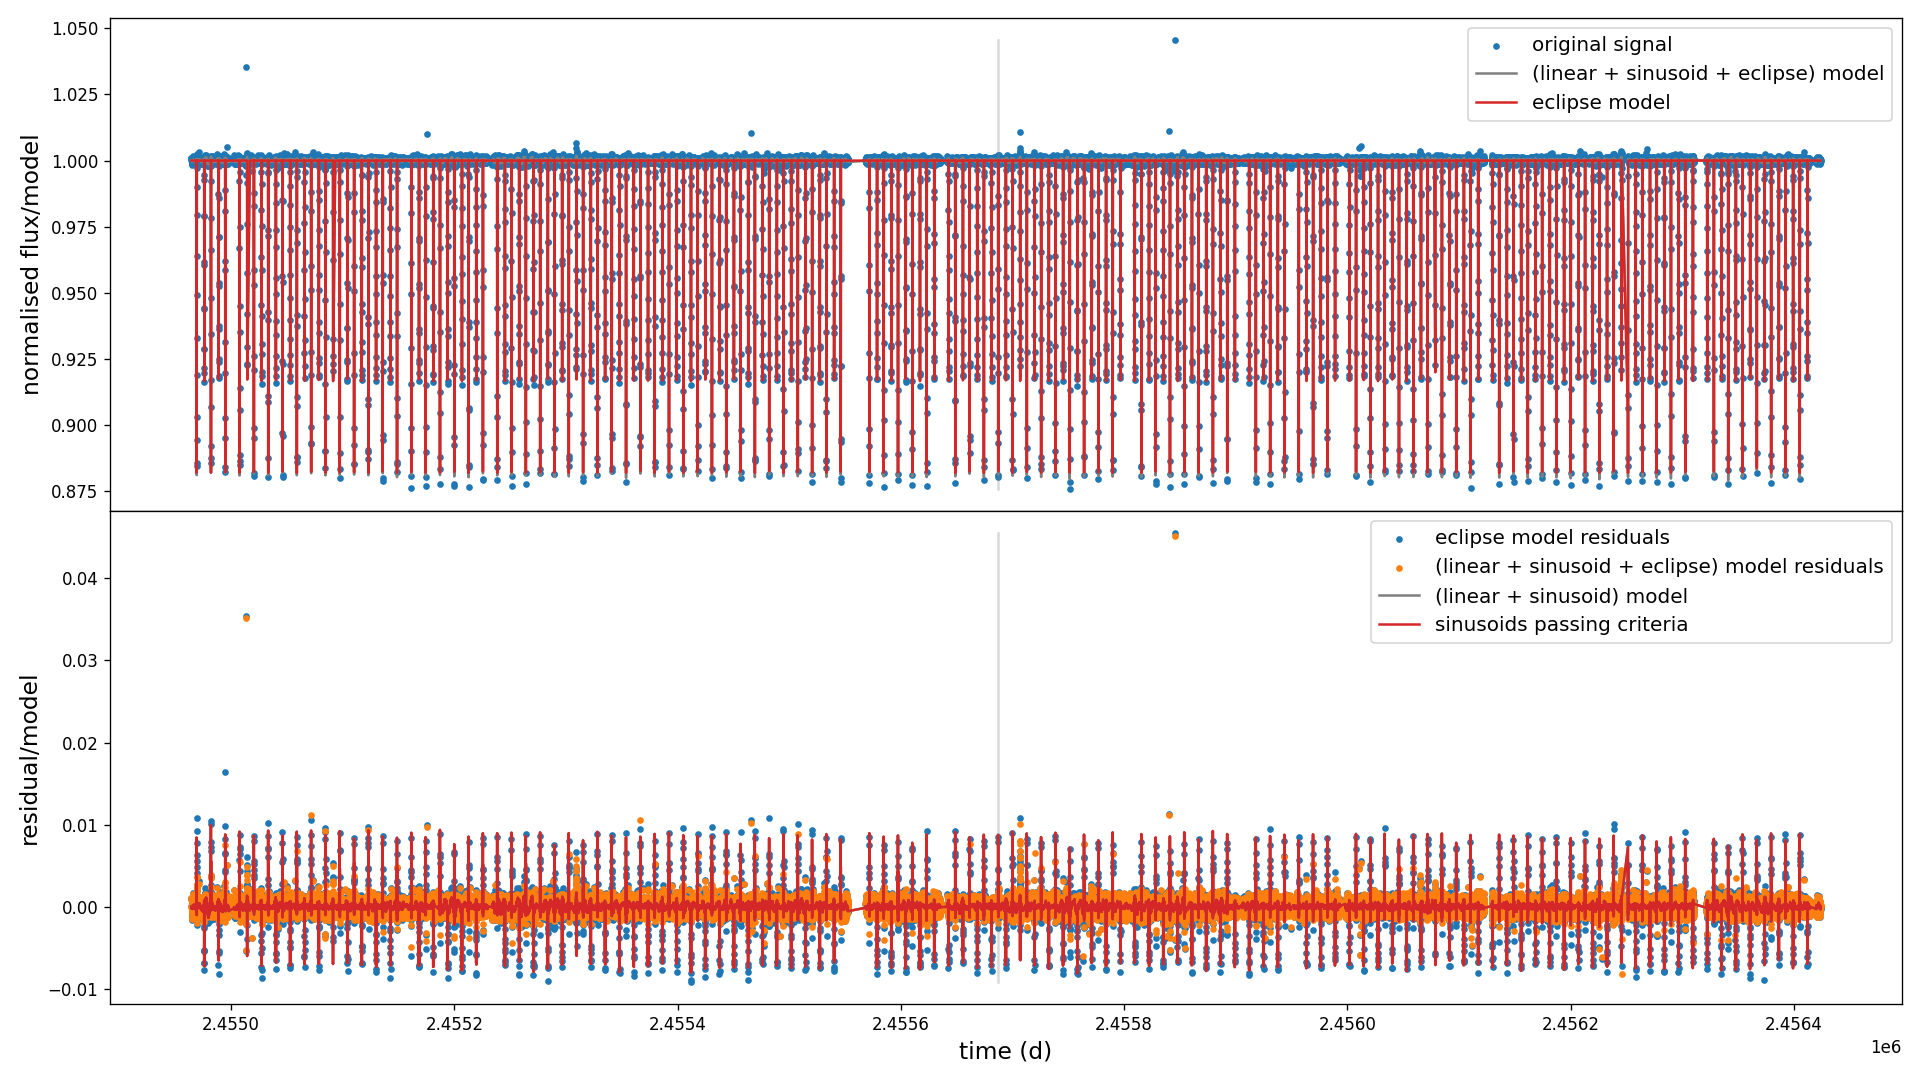 1.050
1.025
1.000
0.975
0.950
0.925
0.900
0.875
normalised flux/model
original signal
(linear + sinusoid + eclipse) model
eclipse model
0.04
0.03
0.02
0.01
0.00
−0.01
residual/model
eclipse model residuals
(linear + sinusoid + eclipse) model residuals
(linear + sinusoid) model
sinusoids passing criteria
2.4550 2.4552 2.4554 2.4556 2.4558 2.4560 2.4562 2.4564
1e6
time (d)